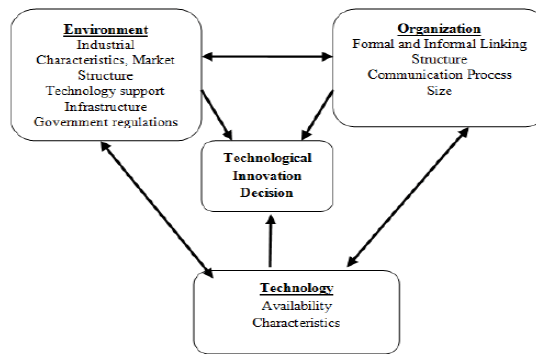 Environment
Industrial
Characteristics, Market
Structure
Technology support
Infrastructure
Government regulations
Organization
Formal and Informal Linking
Structure
Communication Process
Size
Technological
Innovation
Decision
Technology
Availability
Characteristics